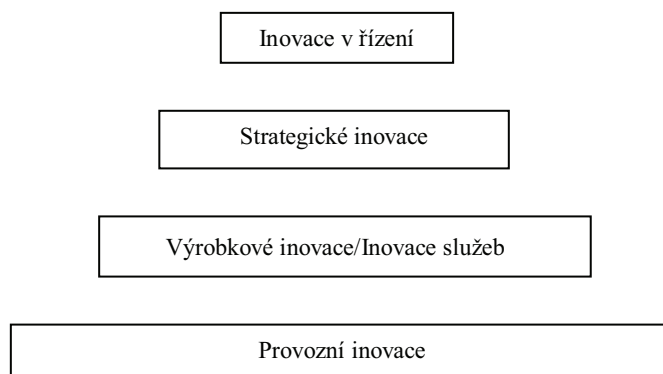 Inovace v řízení
Strategické inovace
Výrobkové inovace/Inovace služeb
Provozní inovace